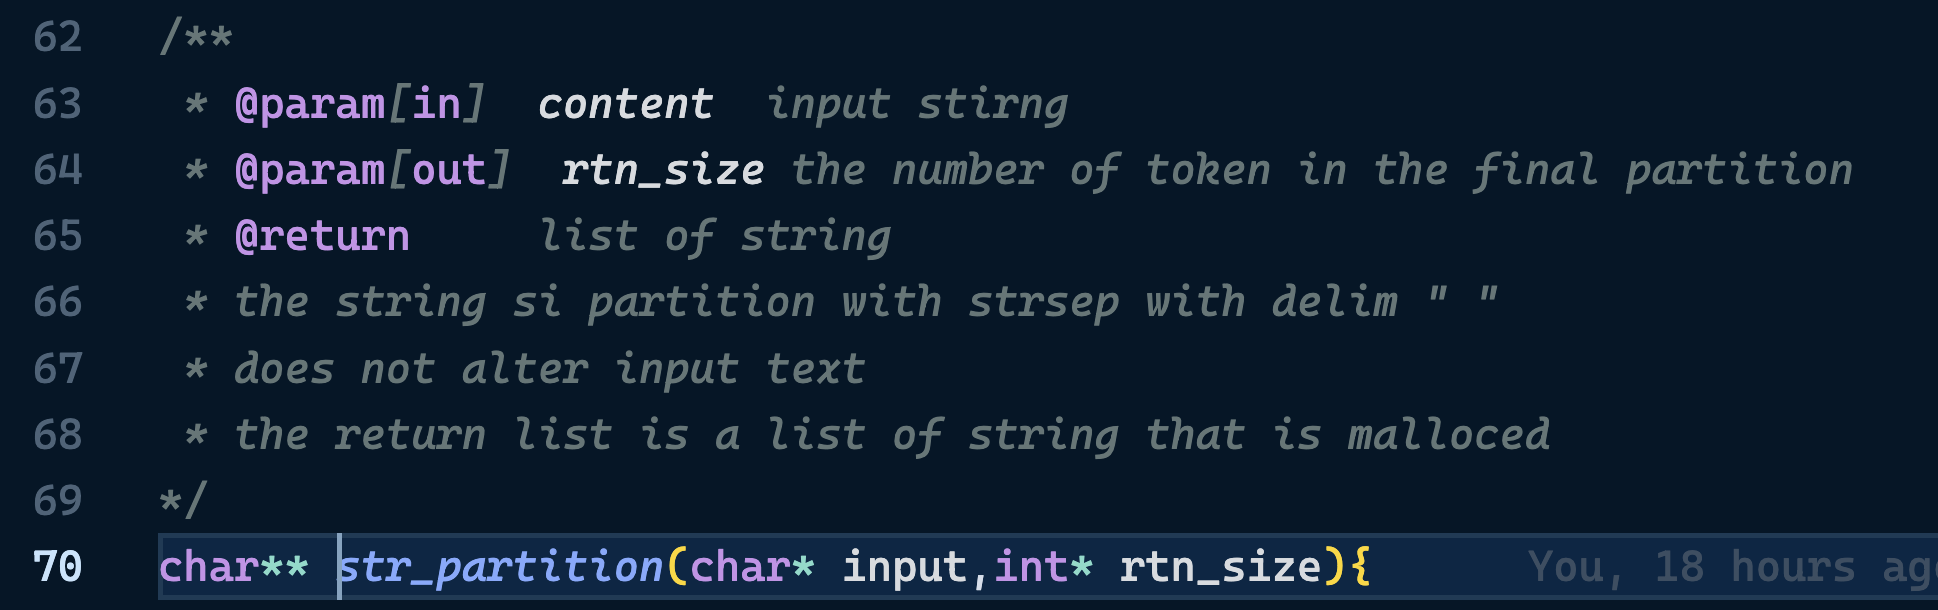 62 /**
63  * @param[in]  content  input stirng
64  * @param[out]  rtn_size the number of token in the final partition
65  * @return     list of string
66  * the string si partition with strsep with delim " "
67  * does not alter input text
68  * the return list is a list of string that is malloced
69 */
70 char** str_partition(char* input,int* rtn_size){     You, 18 hours ago